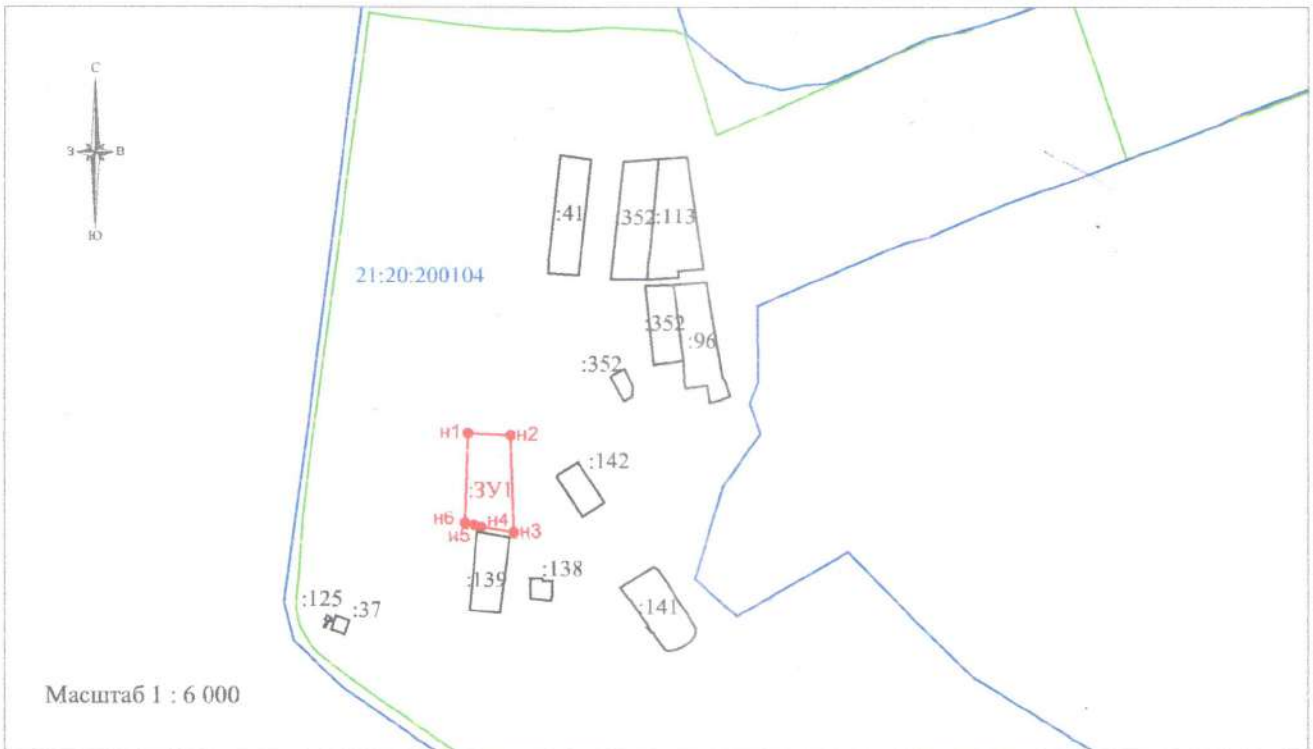 С
З В
Ю
:41
352
:113
21:20:200104
:352
:96
:352
н1
н2
:142
:ЗУ1
н6
н4
н5
н3
:139
:138
:125
:37
:141
Масштаб 1 : 6 000